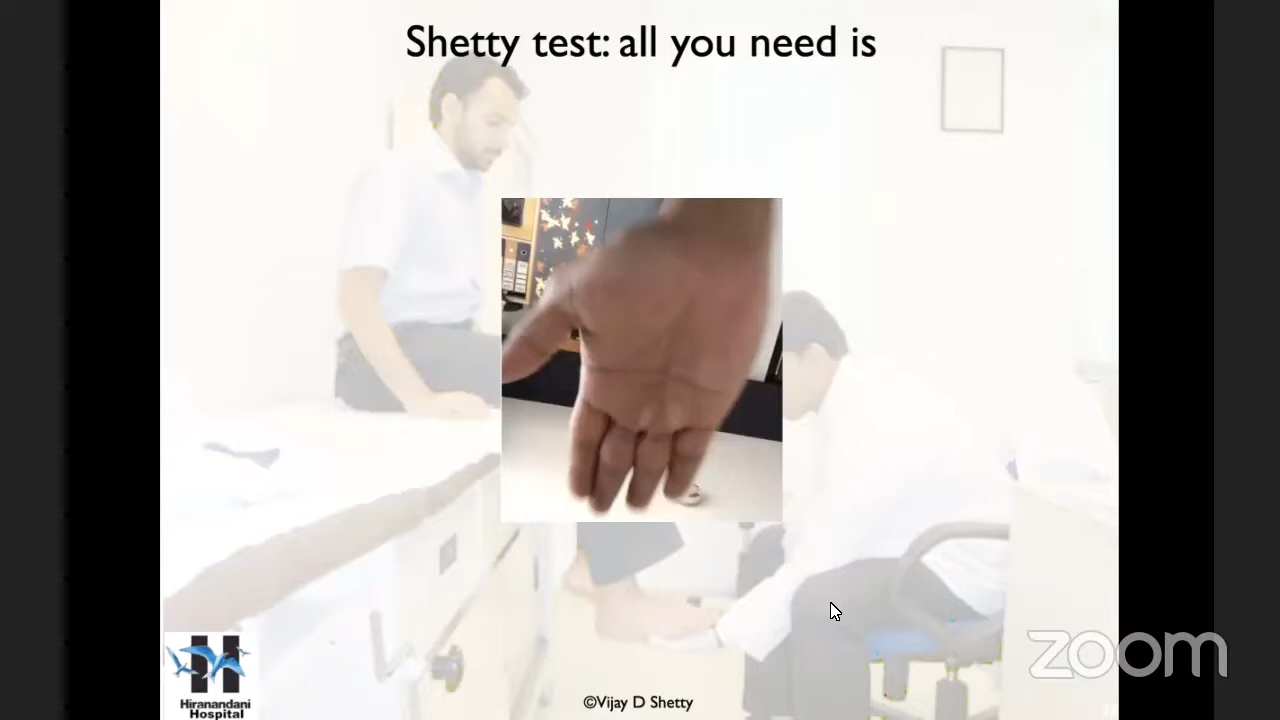 Shetty test: all you need is
Hiranandani
Hospital
©Vijay D Shetty
zoom